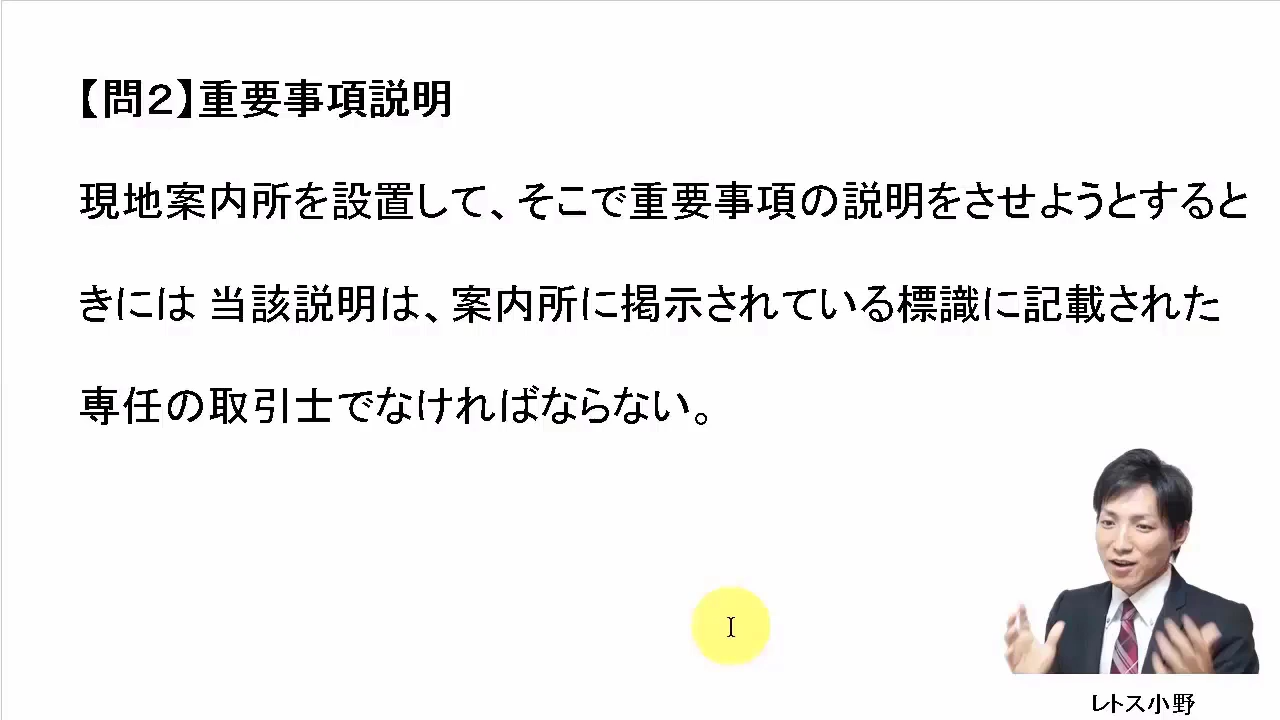 【問2】重要事項説明
現地案内所を設置して、そこで重要事項の説明をさせようとすると
きには 当該説明は、案内所に掲示されている標識に記載された
専任の取引士でなければならない。
レトス小野